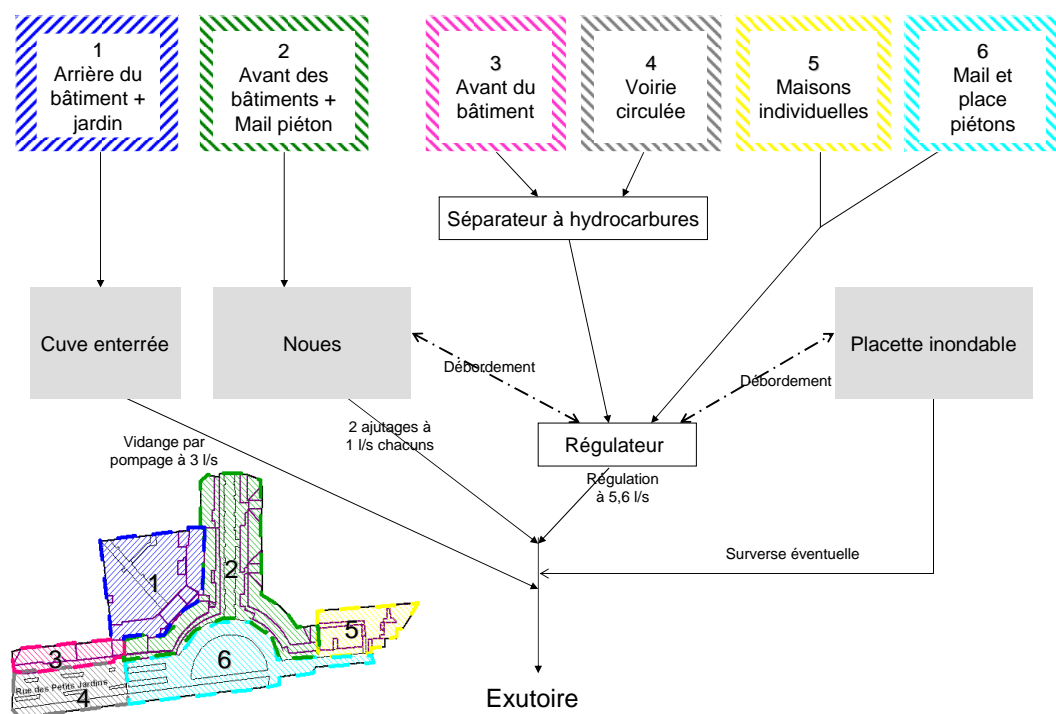 1
Arrière du
bâtiment +
jardin
2
Avant des
bâtiments +
Mail piéton
3
Avant du
bâtiment
4
Voirie
circulée
5
Maisons
individuelles
6
Mail et
place
piétons
Séparateur à hydrocarbures
Cuve enterrée
Noues
Placette inondable
Débordement
Débordement
Vidange par
pompage à 3 l/s
2 ajutages à
1 l/s chacuns
Régulateur
Régulation
à 5,6 l/s
Surverse éventuelle
1
2
3
4
5
6
Rue des Petits Jardins
Exutoire